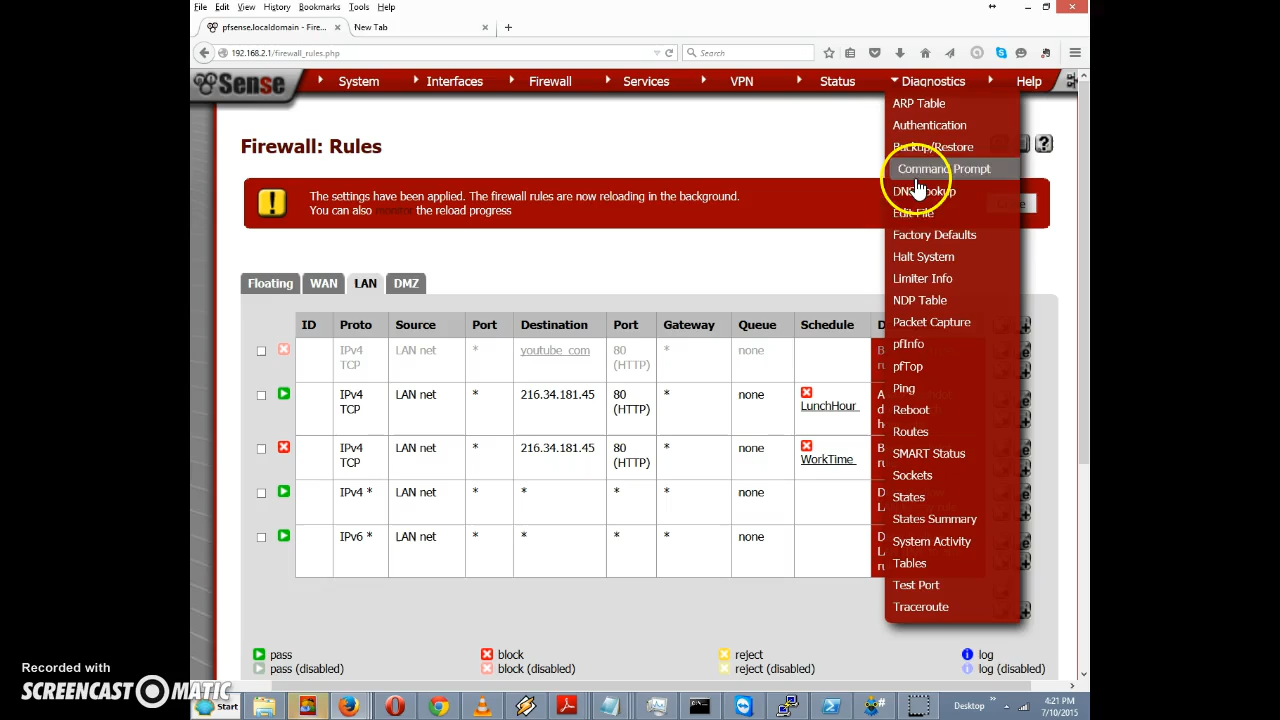 File Edit View History Bookmarks Tools Help
pfsense.localdomain - Fire... × New Tab × +
192.168.2.1/firewall_rules.php Search
Sense System Interfaces Firewall Services VPN Status Diagnostics Help
ARP Table
Authentication
Backup/Restore
Command Prompt
DNS Lookup
Edit File
Factory Defaults
Halt System
Limiter Info
NDP Table
Packet Capture
pfInfo
pfTop
Ping
Reboot
Routes
SMART Status
Sockets
States
States Summary
System Activity
Tables
Test Port
Traceroute
Firewall: Rules
The settings have been applied. The firewall rules are now reloading in the background.
You can also monitor the reload progress
Floating WAN LAN DMZ
ID Proto Source Port Destination Port Gateway Queue Schedule
IPv4 TCP LAN net * youtube_com 80 (HTTP) * none
IPv4 TCP LAN net * 216.34.181.45 80 (HTTP) * none LunchHour
IPv4 TCP LAN net * 216.34.181.45 80 (HTTP) * none WorkTime
IPv4 * LAN net * * * * none
IPv6 * LAN net * * * * none
pass block reject log
pass (disabled) block (disabled) reject (disabled) log (disabled)
Recorded with
SCREENCAST MATIC
Start Desktop 4:21 PM
7/10/2015